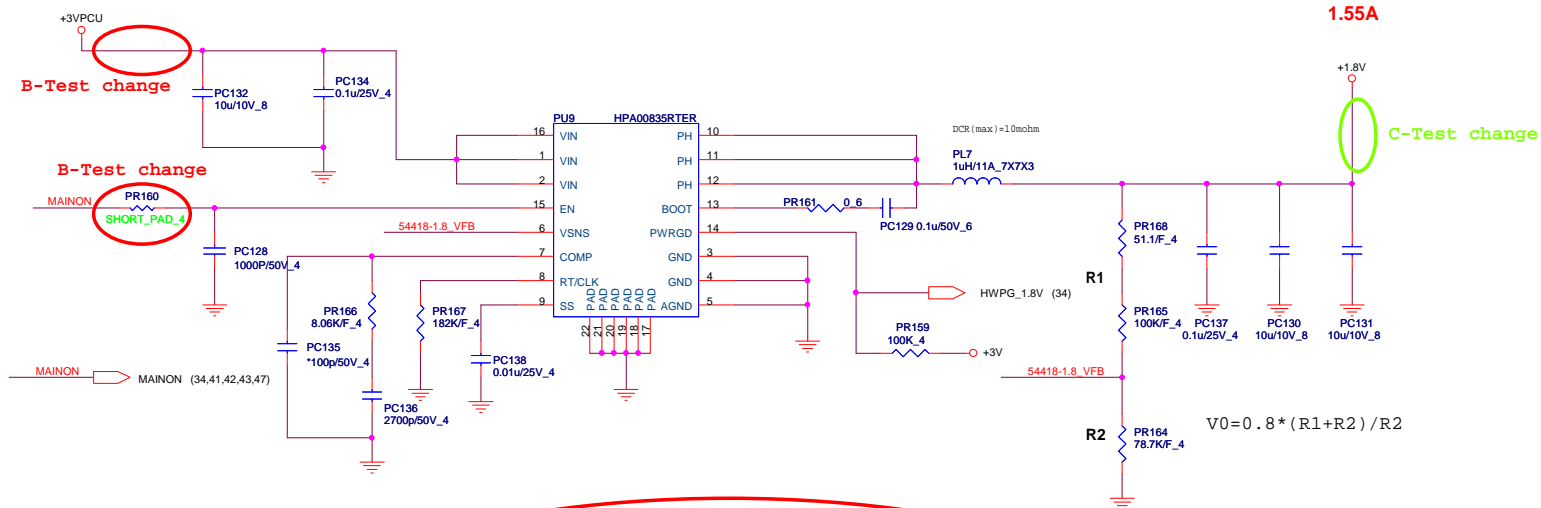 1.55A
+3VPCU
+1.8V
B-Test change
PC132
10u/10V_8
PC134
0.1u/25V_4
C-Test change
PU9
HPA00835RTER
16
VIN
PH
10
1
VIN
PH
11
2
VIN
PH
12
15
EN
BOOT
13
6
VSNS
PWRGD
14
7
COMP
GND
3
8
RT/CLK
GND
4
9
SS
AGND
5
PAD
PAD
PAD
PAD
PAD
PAD
22
21
20
19
18
17
DCR(max)=10mohm
PL7
1uH/11A_7X7X3
B-Test change
MAINON
PR160
SHORT_PAD_4
PR161
0_6
PC129 0.1u/50V_6
54418-1.8_VFB
PC128
1000P/50V_4
PR168
51.1/F_4
R1
HWPG_1.8V (34)
PR166
8.06K/F_4
PR167
182K/F_4
PR165
100K/F_4
PC137
0.1u/25V_4
PC130
10u/10V_8
PC131
10u/10V_8
PR159
100K_4
+3V
PC135
*100p/50V_4
PC138
0.01u/25V_4
MAINON
MAINON (34,41,42,43,47)
54418-1.8_VFB
PC136
2700p/50V_4
R2
PR164
78.7K/F_4
V0=0.8*(R1+R2)/R2